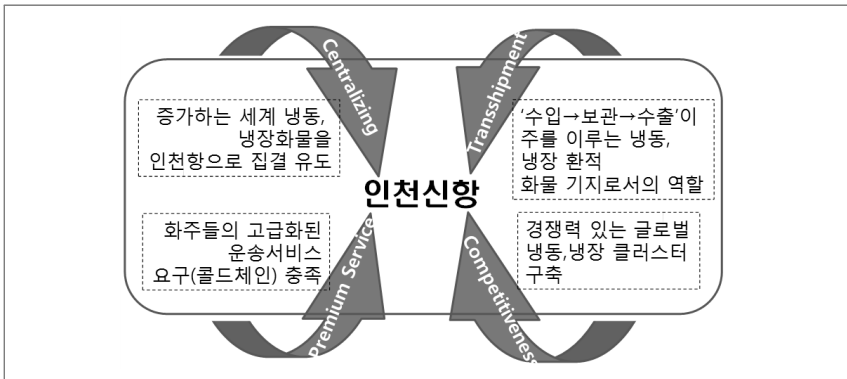 Centralizing
증가하는 세계 냉동,
냉장화물을
인천항으로 집결 유도
Transshipment
‘수입→보관→수출’이
주를 이루는 냉동,
냉장 환적
화물 기지로서의 역할
인천신항
화주들의 고급화된
운송서비스
요구(콜드체인) 충족
Premium Service
경쟁력 있는 글로벌
냉동,냉장 클러스터
구축
Competitiveness